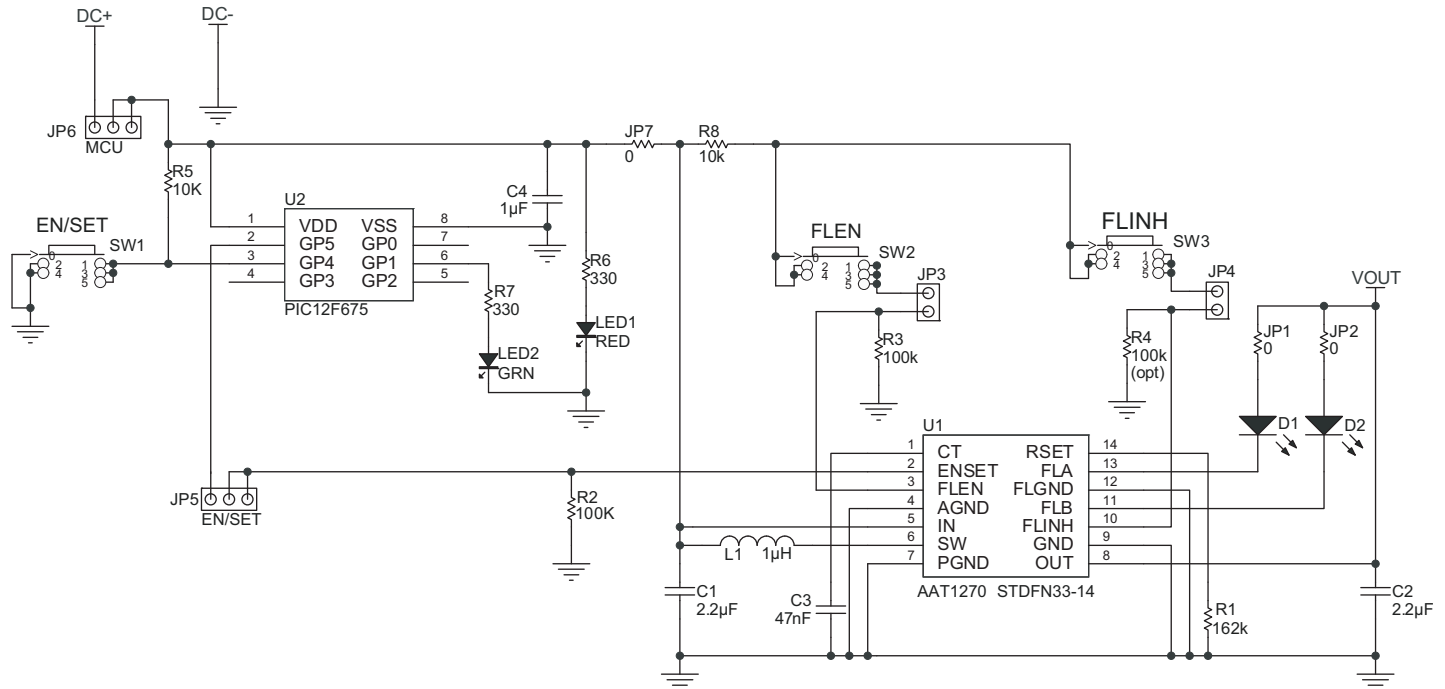 DC+
DC-
JP6
MCU
R5
10K
EN/SET
0
2
4
1
3
5
SW1
U2
1
2
3
4
VDD
GP5
GP4
GP3
VSS
GP0
GP1
GP2
8
7
6
5
PIC12F675
C4
1µF
R7
330
LED2
GRN
R6
330
LED1
RED
JP7
0
R8
10k
FLEN
0
2
4
1
3
5
SW2
JP3
R3
100k
FLINH
0
2
4
1
3
5
SW3
JP4
R4
100k
(opt)
VOUT
JP1
0
JP2
0
D1
D2
JP5
EN/SET
R2
100K
L1
1µH
C1
2.2µF
C3
47nF
U1
1
2
3
4
5
6
7
CT
ENSET
FLEN
AGND
IN
SW
PGND
RSET
FLA
FLGND
FLB
FLINH
GND
OUT
14
13
12
11
10
9
8
AAT1270 STDFN33-14
R1
162k
C2
2.2µF